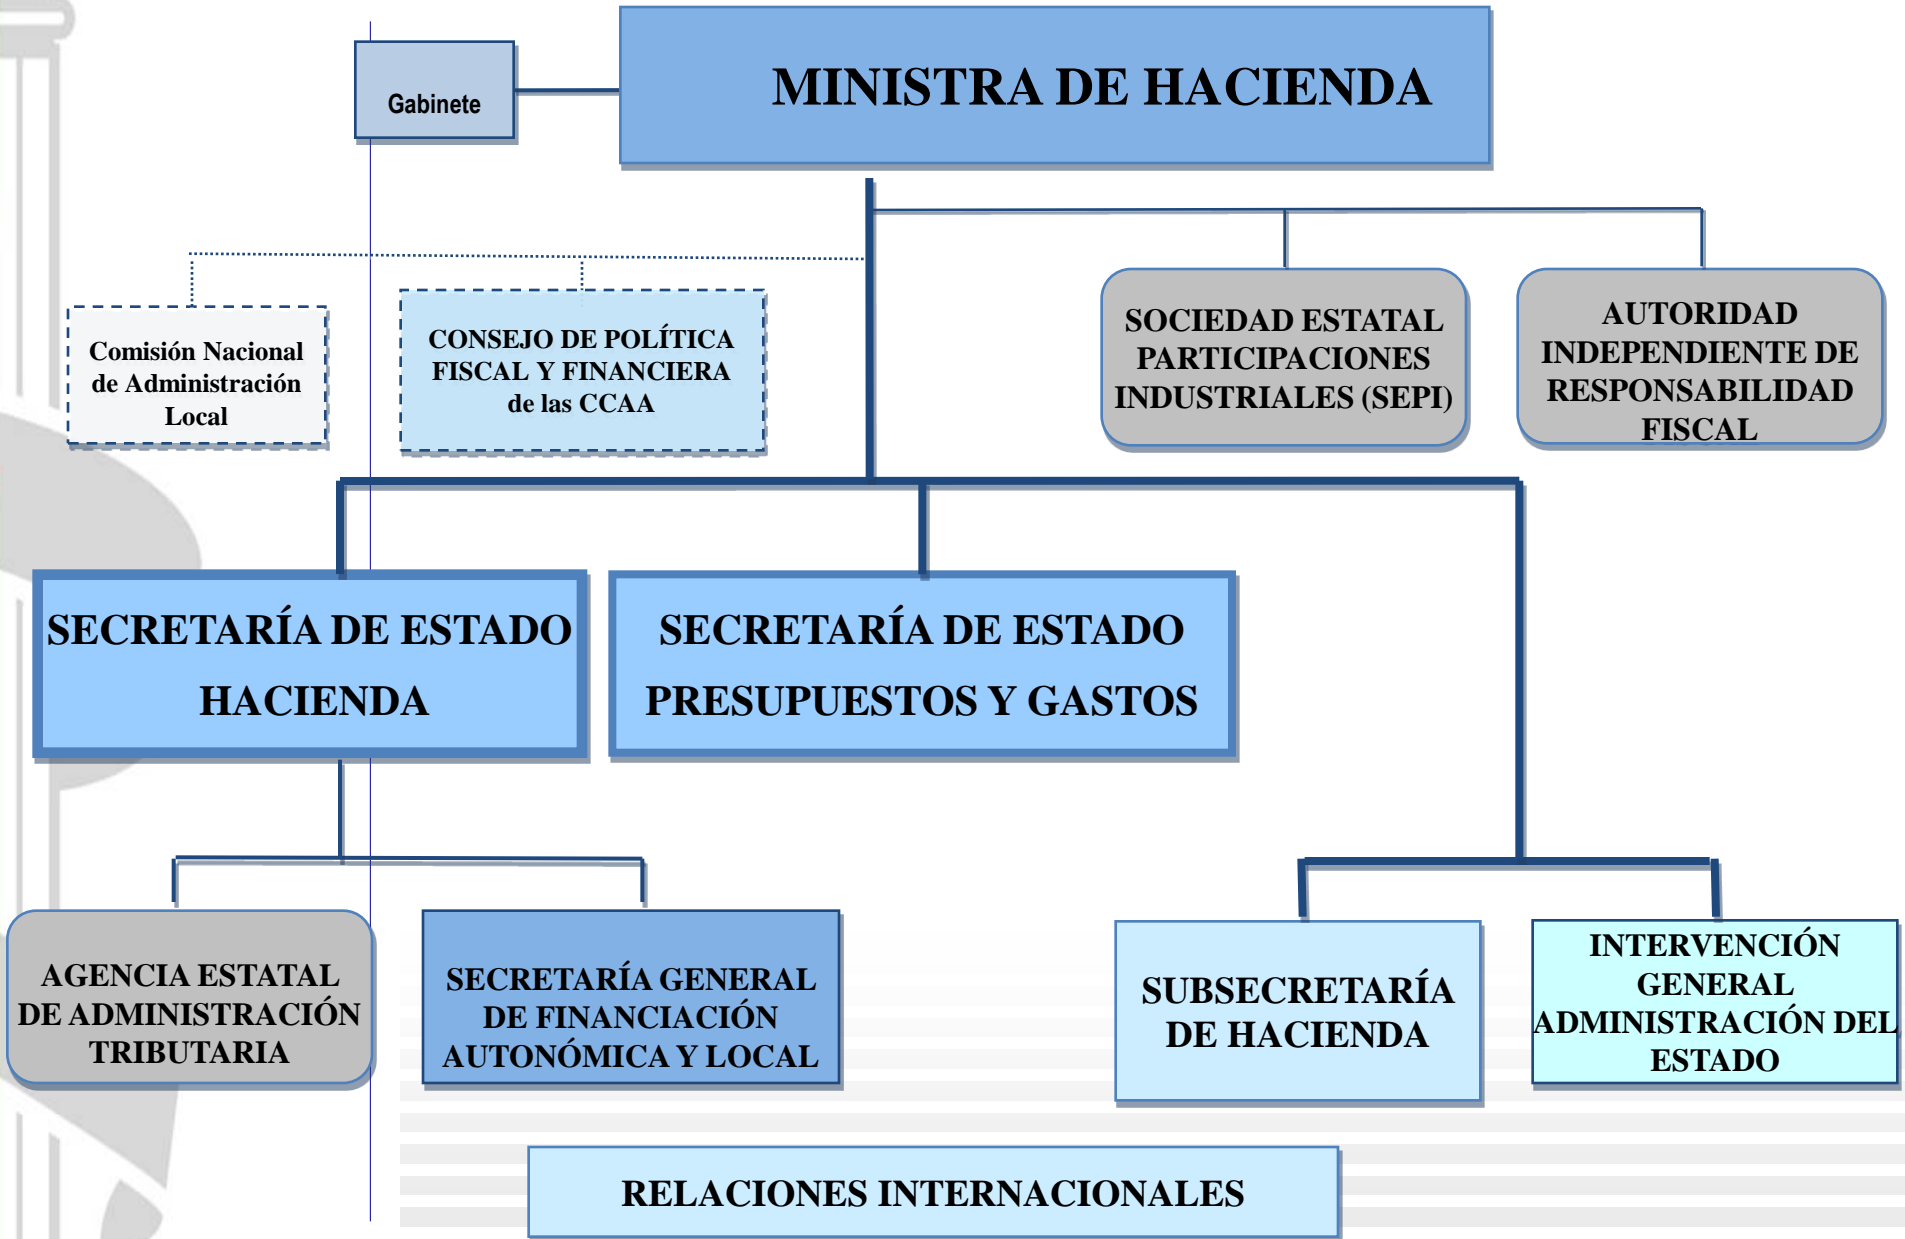 Gabinete
MINISTRA DE HACIENDA
Comisión Nacional
de Administración
Local
CONSEJO DE POLÍTICA
FISCAL Y FINANCIERA
de las CCAA
SOCIEDAD ESTATAL
PARTICIPACIONES
INDUSTRIALES (SEPI)
AUTORIDAD
INDEPENDIENTE DE
RESPONSABILIDAD
FISCAL
SECRETARÍA DE ESTADO
HACIENDA
SECRETARÍA DE ESTADO
PRESUPUESTOS Y GASTOS
AGENCIA ESTATAL
DE ADMINISTRACIÓN
TRIBUTARIA
SECRETARÍA GENERAL
DE FINANCIACIÓN
AUTONÓMICA Y LOCAL
SUBSECRETARÍA
DE HACIENDA
INTERVENCIÓN
GENERAL
ADMINISTRACIÓN DEL
ESTADO
RELACIONES INTERNACIONALES